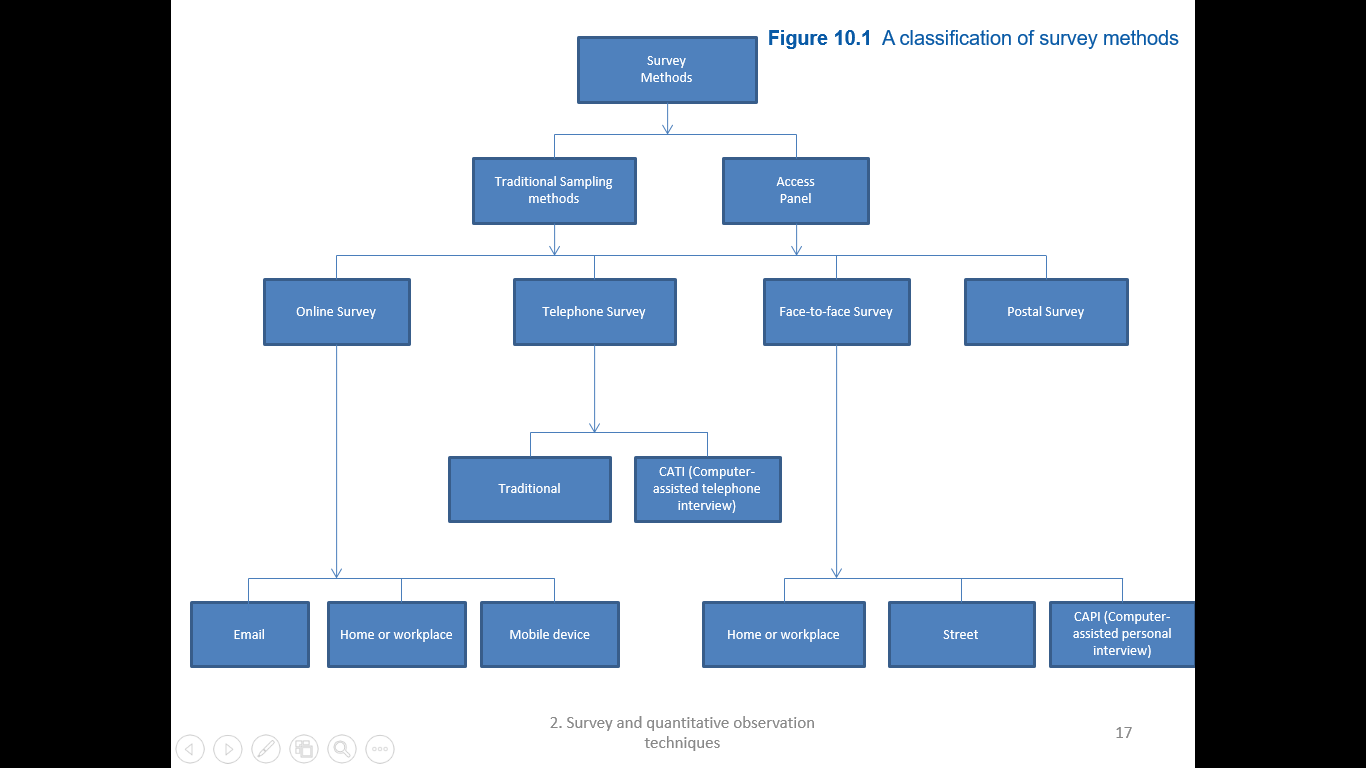 Figure 10.1 A classification of survey methods
Survey
Methods
Traditional Sampling
methods
Access
Panel
Online Survey
Telephone Survey
Face-to-face Survey
Postal Survey
Traditional
CATI (Computer-
assisted telephone
interview)
Email
Home or workplace
Mobile device
Home or workplace
Street
CAPI (Computer-
assisted personal
interview)
2. Survey and quantitative observation
techniques
17